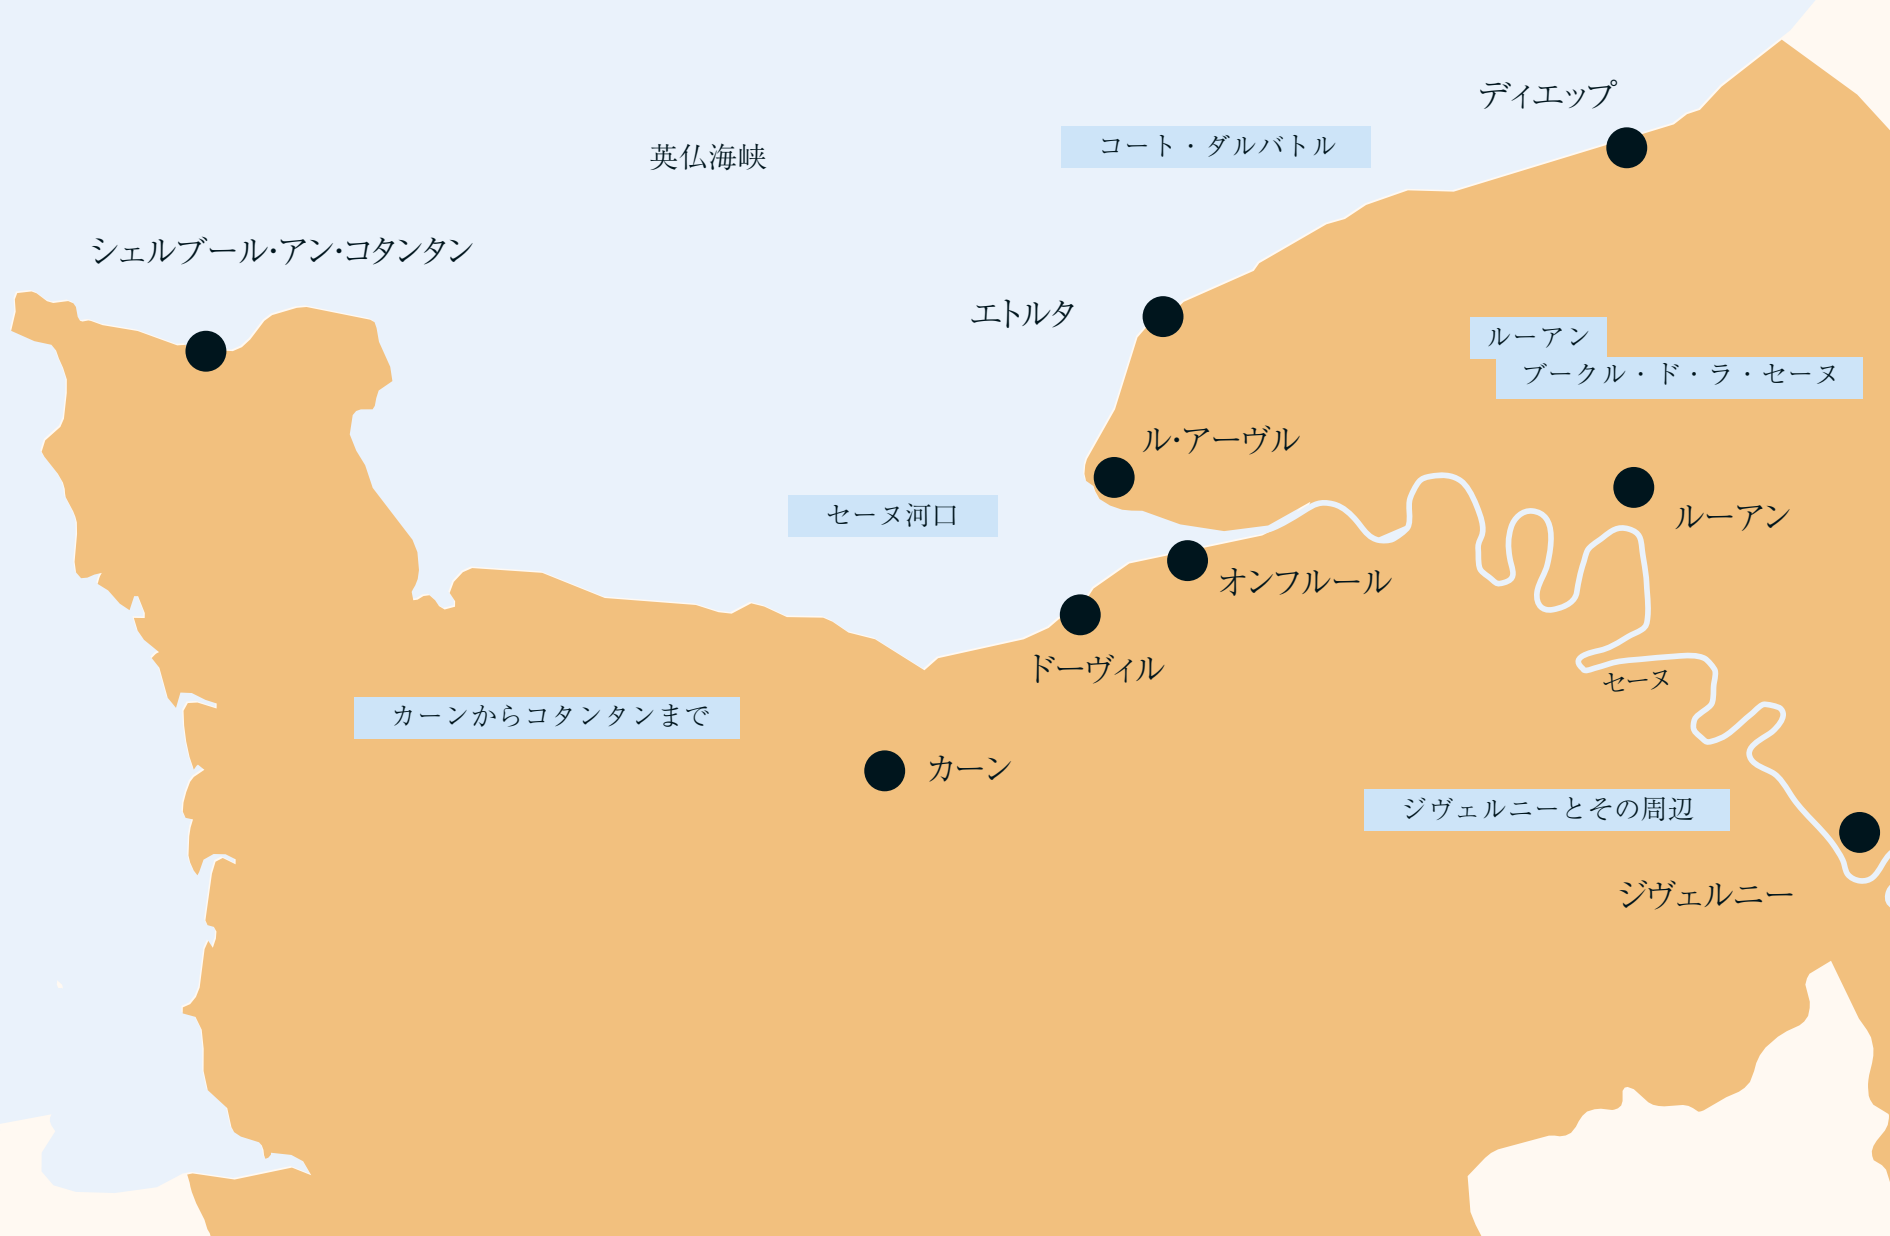 ディエップ
コート・ダルバトル
英仏海峡
シェルブール・アン・コタンタン
エトルタ
ルーアン
ブークル・ド・ラ・セーヌ
ル・アーヴル
セーヌ河口
ルーアン
オンフルール
ドーヴィル
セーヌ
カーンからコタンタンまで
カーン
ジヴェルニーとその周辺
ジヴェルニー